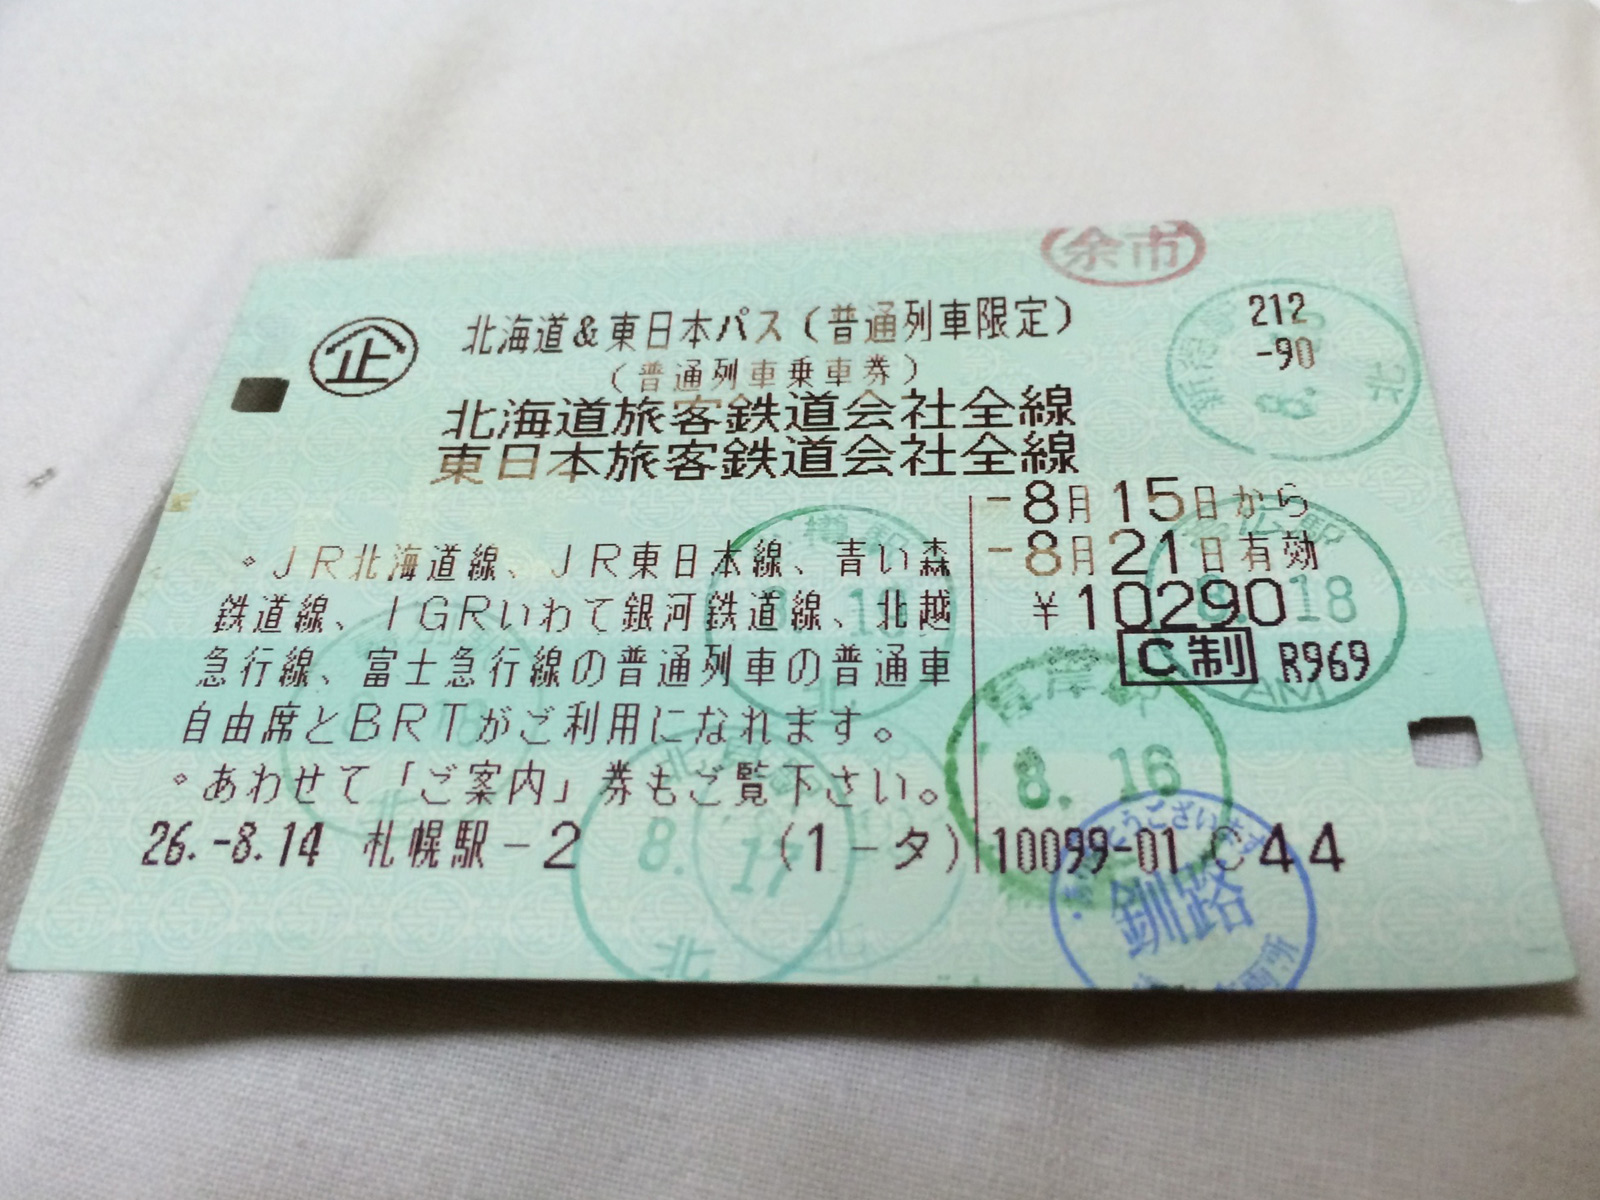 余市
企 北海道&東日本パス(普通列車限定)
(普通列車乗車券)
212
-90
北海道旅客鉄道会社全線
東日本旅客鉄道会社全線
-8月15日から
-8月21日有効
¥10290
C制 R969
。JR北海道線、JR東日本線、青い森
鉄道線、IGRいわて銀河鉄道線、北越
急行線、富士急行線の普通列車の普通車
自由席とBRTがご利用になれます。
。あわせて「ご案内」券もご覧下さい。
26.-8.14 札幌駅-2 (1-タ) 10099-01 C44
8. 北
18
AM
8. 16
8. 17
北
釧路